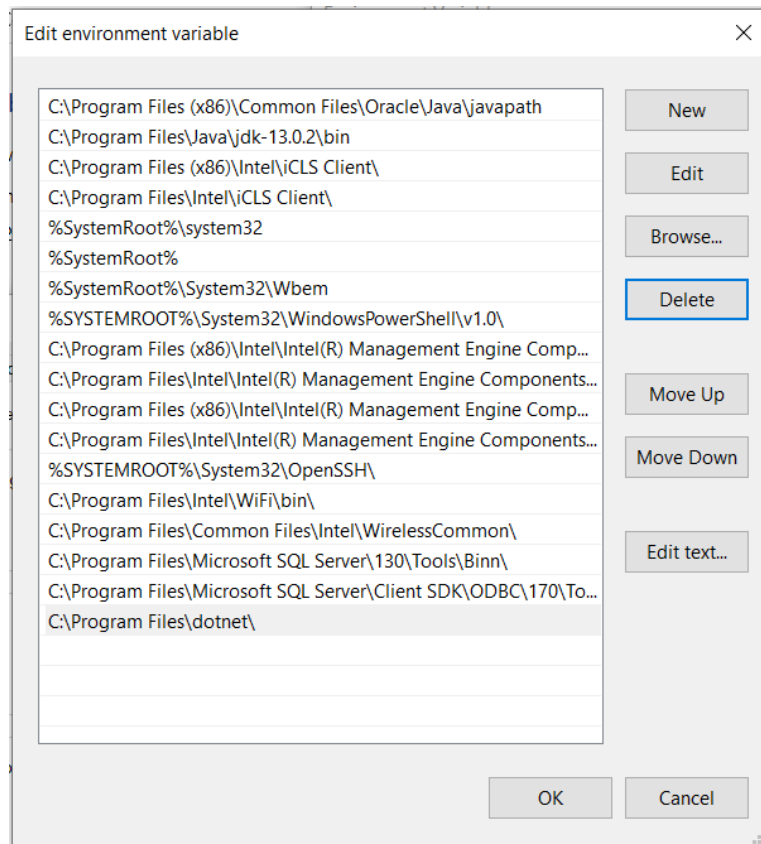 Edit environment variable
C:\Program Files (x86)\Common Files\Oracle\Java\javapath
C:\Program Files\Java\jdk-13.0.2\bin
C:\Program Files (x86)\Intel\iCLS Client\
C:\Program Files\Intel\iCLS Client\
%SystemRoot%\system32
%SystemRoot%
%SystemRoot%\System32\Wbem
%SYSTEMROOT%\System32\WindowsPowerShell\v1.0\
C:\Program Files (x86)\Intel\Intel(R) Management Engine Comp...
C:\Program Files\Intel\Intel(R) Management Engine Components...
C:\Program Files (x86)\Intel\Intel(R) Management Engine Comp...
C:\Program Files\Intel\Intel(R) Management Engine Components...
%SYSTEMROOT%\System32\OpenSSH\
C:\Program Files\Intel\WiFi\bin\
C:\Program Files\Common Files\Intel\WirelessCommon\
C:\Program Files\Microsoft SQL Server\130\Tools\Binn\
C:\Program Files\Microsoft SQL Server\Client SDK\ODBC\170\To...
C:\Program Files\dotnet\
New
Edit
Browse...
Delete
Move Up
Move Down
Edit text...
OK
Cancel